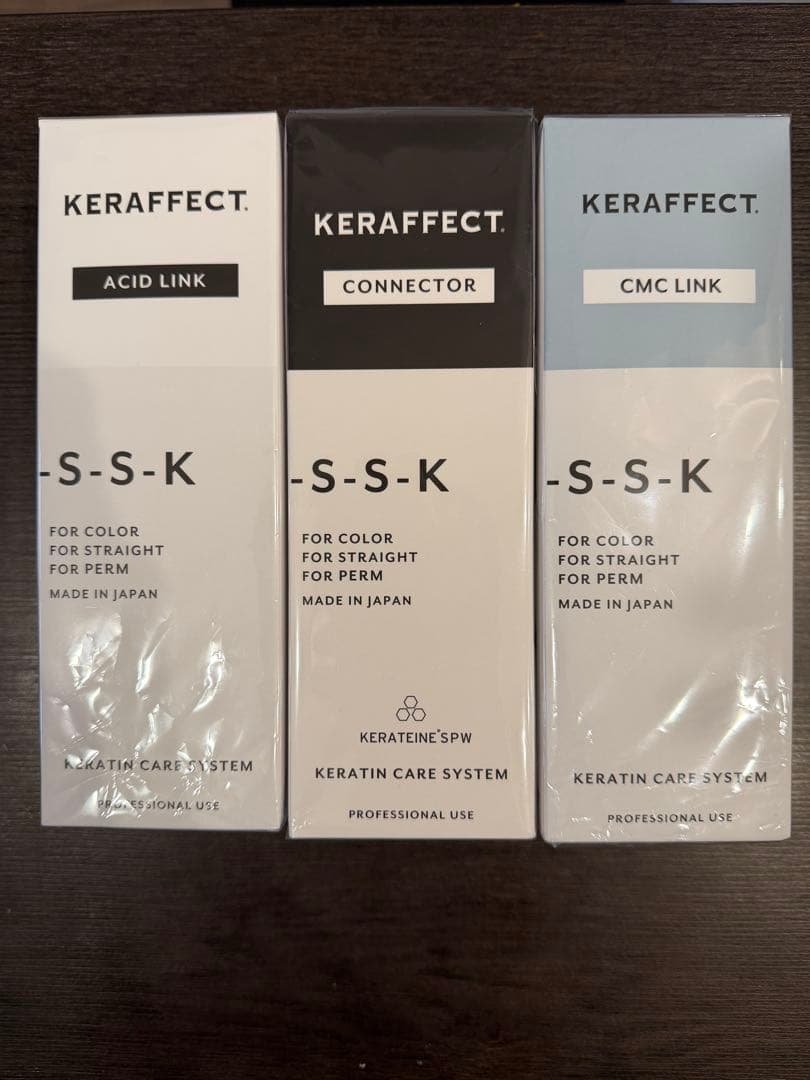 KERAFFECT.
ACID LINK
-S-S-K
FOR COLOR
FOR STRAIGHT
FOR PERM
MADE IN JAPAN
KERATIN CARE SYSTEM
PROFESSIONAL USE
KERAFFECT.
CONNECTOR
-S-S-K
FOR COLOR
FOR STRAIGHT
FOR PERM
MADE IN JAPAN
KERATEINE®SPW
KERATIN CARE SYSTEM
PROFESSIONAL USE
KERAFFECT.
CMC LINK
-S-S-K
FOR COLOR
FOR STRAIGHT
FOR PERM
MADE IN JAPAN
KERATIN CARE SYSTEM
PROFESSIONAL USE